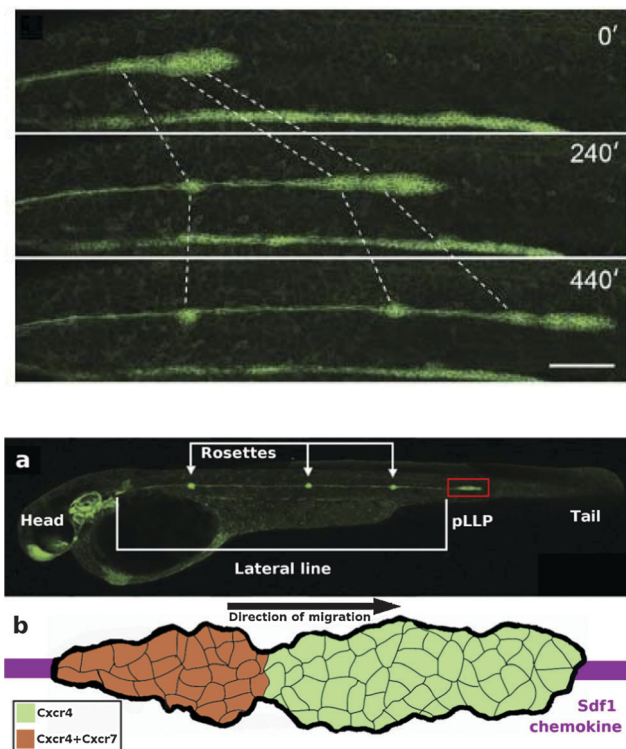 0′
240′
440′
a
Rosettes
Head
pLLP
Tail
Lateral line
b
Direction of migration
Sdf1
chemokine
Cxcr4
Cxcr4+Cxcr7